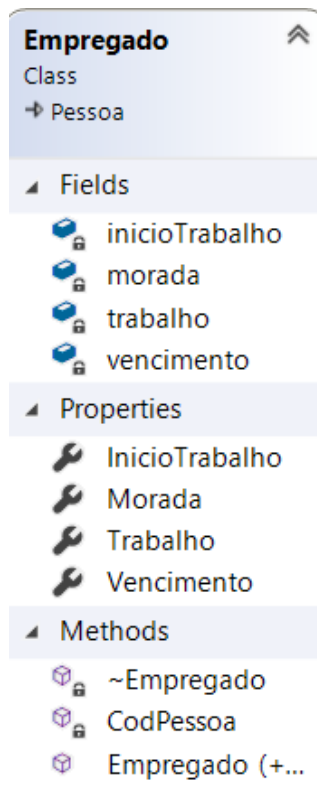 Empregado
Class
Pessoa
Fields
inicioTrabalho
morada
trabalho
vencimento
Properties
InicioTrabalho
Morada
Trabalho
Vencimento
Methods
~Empregado
CodPessoa
Empregado (+...